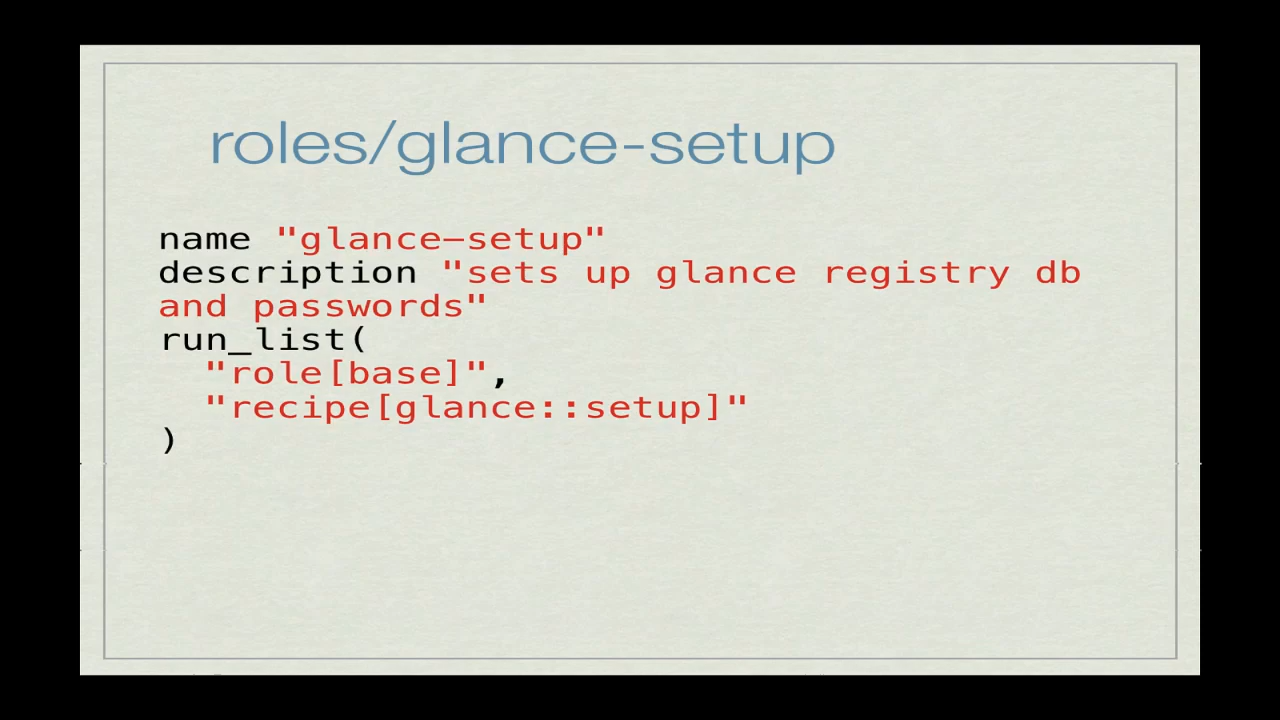 roles/glance-setup
name "glance-setup"
description "sets up glance registry db
and passwords"
run_list(
  "role[base]",
  "recipe[glance::setup]"
)